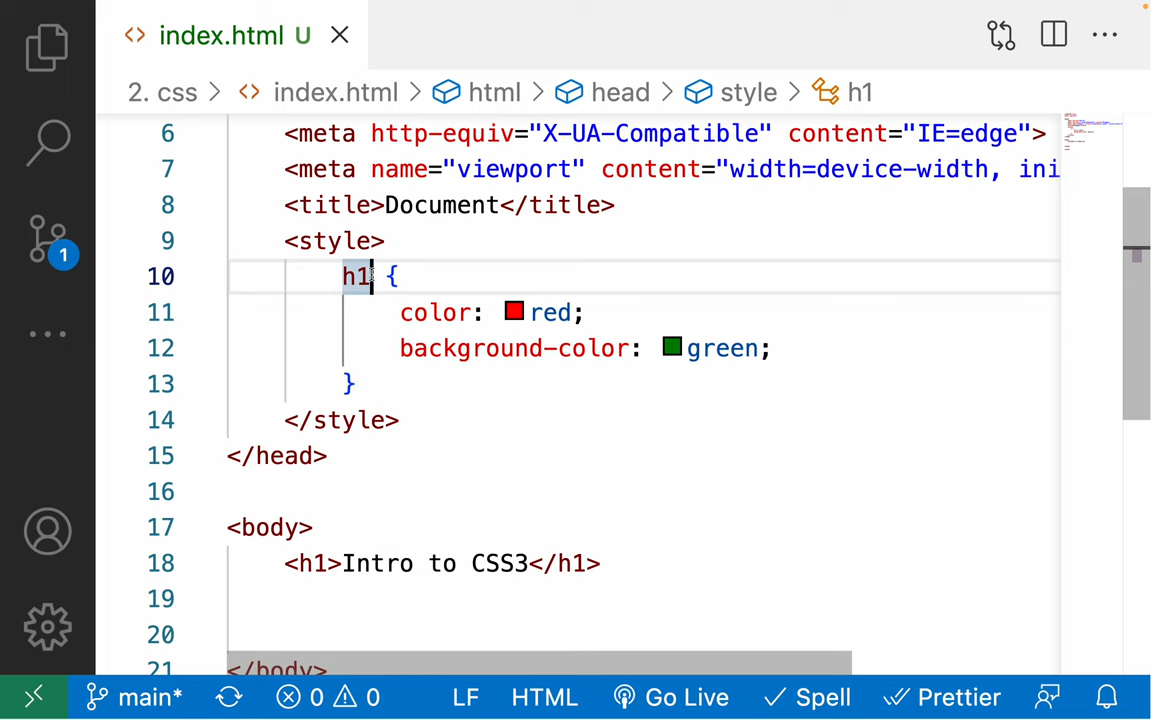 index.html U
2. css > index.html > html > head > style > h1
6 <meta http-equiv="X-UA-Compatible" content="IE=edge">
7 <meta name="viewport" content="width=device-width, ini
8 <title>Document</title>
9 <style>
10 h1 {
11 color: red;
12 background-color: green;
13 }
14 </style>
15 </head>
16
17 <body>
18 <h1>Intro to CSS3</h1>
19
20
21 </body>
1
main* 0 0 LF HTML Go Live Spell Prettier